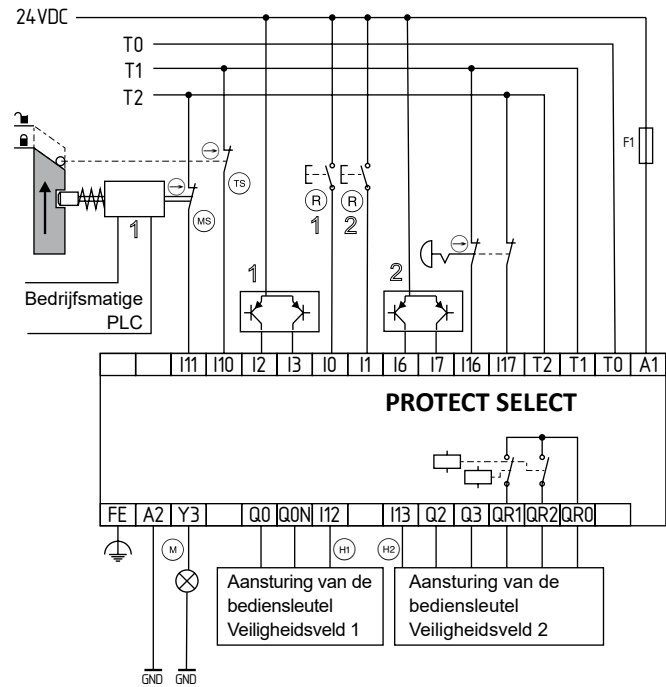 24VDC
T0
T1
T2
F1
TS
MS
R R
1 2
1
1
2
Bedrijfsmatige
PLC
I11 I10 I2 I3 I0 I1 I6 I7 I16 I17 T2 T1 T0 A1
PROTECT SELECT
FE A2 Y3 Q0 Q0N I12 I13 Q2 Q3 QR1 QR2 QR0
M H1 H2
Aansturing van de
bediensleutel
Veiligheidsveld 1
Aansturing van de
bediensleutel
Veiligheidsveld 2
GND GND